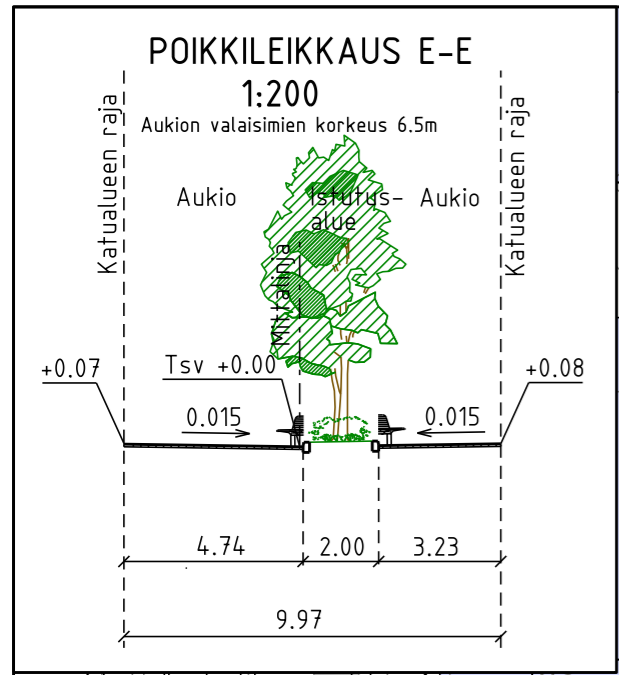 POIKKILEIKKAUS E-E
1:200
Aukion valaisimien korkeus 6.5m
Katualueen raja
Aukio
Istutus-
alue
Aukio
Katualueen raja
Mittalinja
+0.07
Tsv +0.00
+0.08
0.015
0.015
4.74
2.00
3.23
9.97